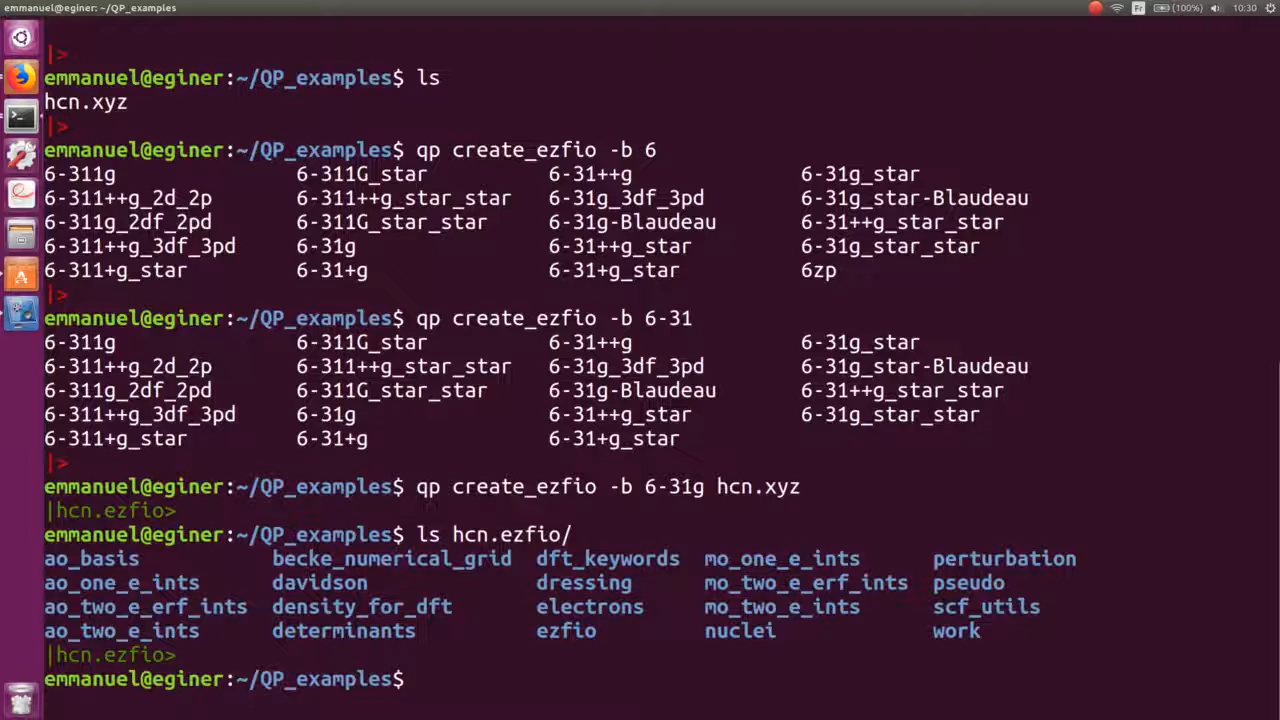 emmanuel@eginer: ~/QP_examples Fr (100%) 10:30
|>
emmanuel@eginer:~/QP_examples$ ls
hcn.xyz
|>
emmanuel@eginer:~/QP_examples$ qp create_ezfio -b 6
6-311g 6-311G_star 6-31++g 6-31g_star
6-311++g_2d_2p 6-311++g_star_star 6-31g_3df_3pd 6-31g_star-Blaudeau
6-311g_2df_2pd 6-311G_star_star 6-31g-Blaudeau 6-31++g_star_star
6-311++g_3df_3pd 6-31g 6-31++g_star 6-31g_star_star
6-311+g_star 6-31+g 6-31+g_star 6zp
|>
emmanuel@eginer:~/QP_examples$ qp create_ezfio -b 6-31
6-311g 6-311G_star 6-31++g 6-31g_star
6-311++g_2d_2p 6-311++g_star_star 6-31g_3df_3pd 6-31g_star-Blaudeau
6-311g_2df_2pd 6-311G_star_star 6-31g-Blaudeau 6-31++g_star_star
6-311++g_3df_3pd 6-31g 6-31++g_star 6-31g_star_star
6-311+g_star 6-31+g 6-31+g_star
|>
emmanuel@eginer:~/QP_examples$ qp create_ezfio -b 6-31g hcn.xyz
|hcn.ezfio>
emmanuel@eginer:~/QP_examples$ ls hcn.ezfio/
ao_basis becke_numerical_grid dft_keywords mo_one_e_ints perturbation
ao_one_e_ints davidson dressing mo_two_e_erf_ints pseudo
ao_two_e_erf_ints density_for_dft electrons mo_two_e_ints scf_utils
ao_two_e_ints determinants ezfio nuclei work
|hcn.ezfio>
emmanuel@eginer:~/QP_examples$